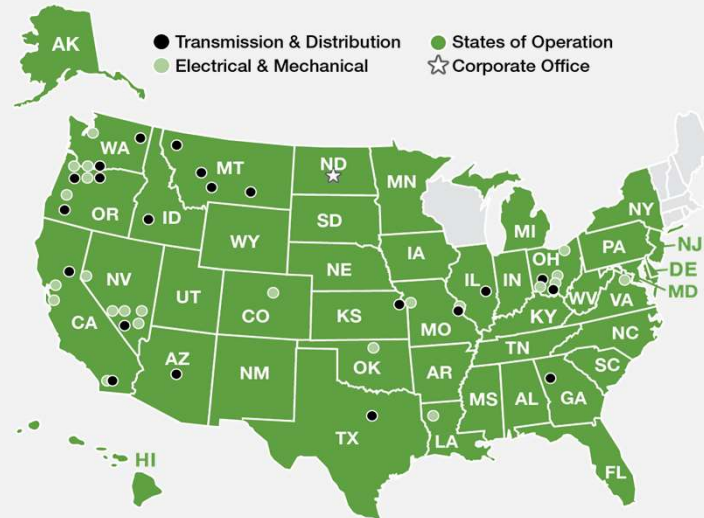 AK
Transmission & Distribution
States of Operation
Electrical & Mechanical
Corporate Office
WA
MT
ND
MN
OR
ID
SD
WY
MI
NY
IA
PA
NJ
NE
OH
NV
UT
IL
IN
DE
MD
CO
WV
VA
CA
KS
MO
KY
NC
TN
AZ
NM
OK
AR
SC
MS
AL
GA
TX
LA
HI
FL